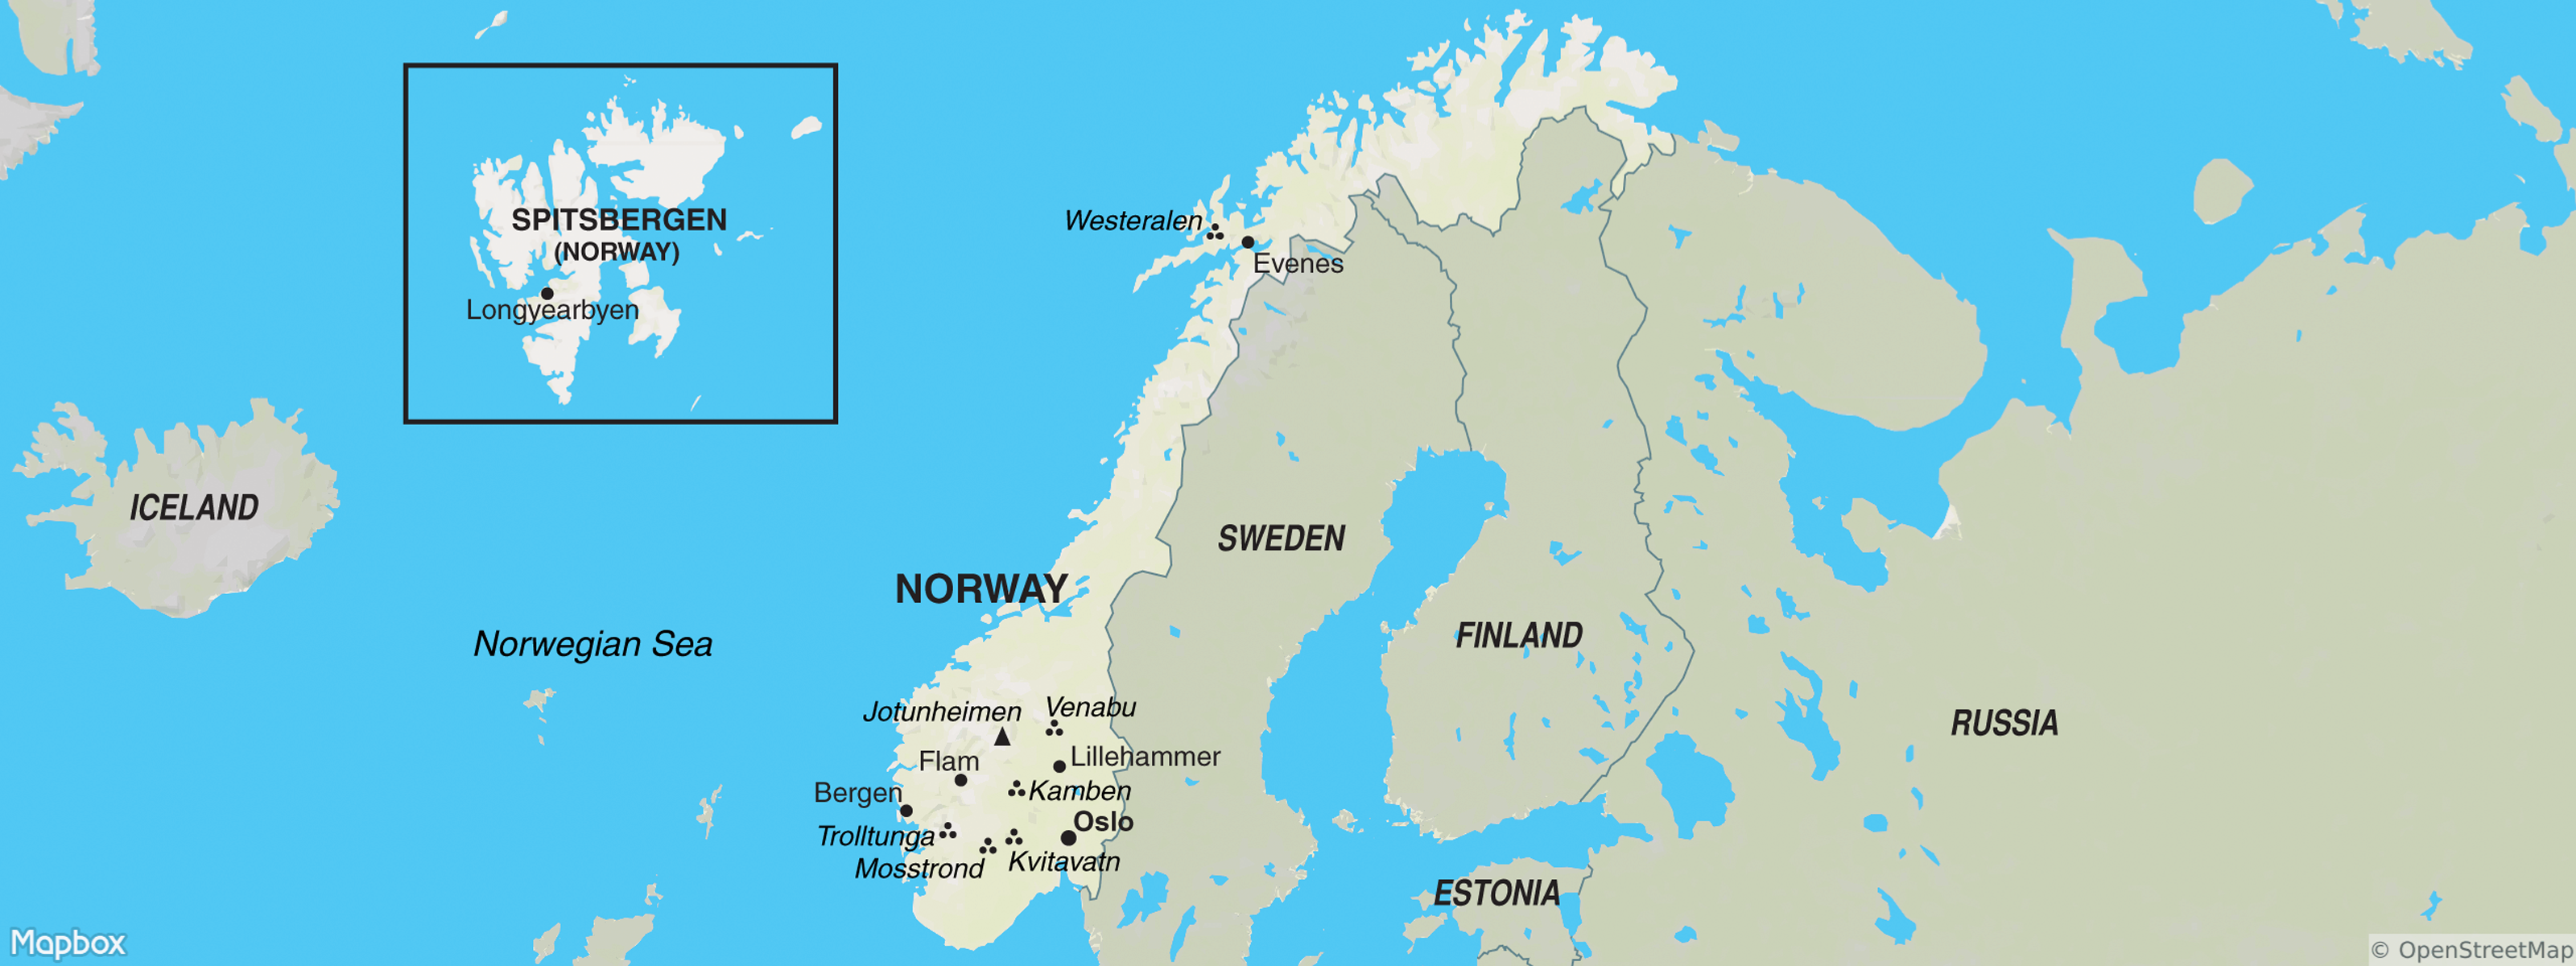 SPITSBERGEN
(NORWAY)
Longyearbyen
Westeralen
Evenes
ICELAND
SWEDEN
NORWAY
Norwegian Sea
FINLAND
RUSSIA
Jotunheimen
Venabu
Flam
Lillehammer
Bergen
Kamben
Oslo
Trolltunga
Mosstrond
Kvitavatn
ESTONIA
Mapbox
© OpenStreetMap